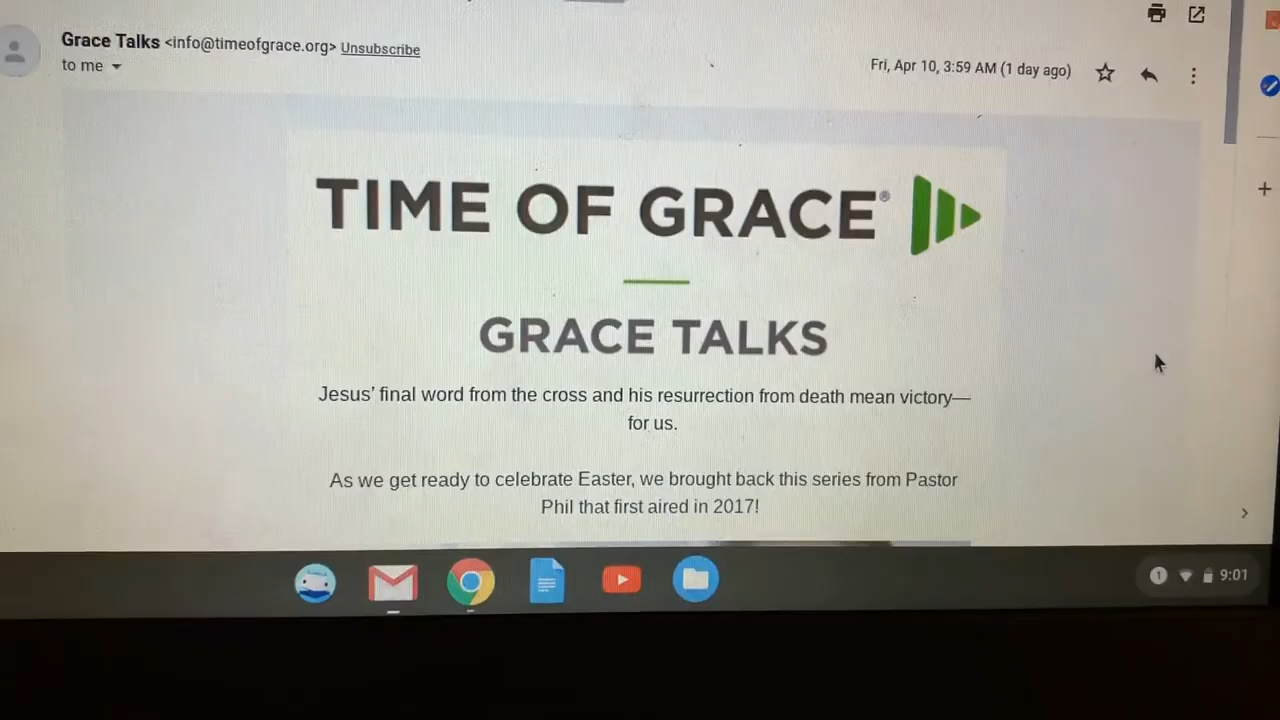 Grace Talks <info@timeofgrace.org> Unsubscribe
to me
Fri, Apr 10, 3:59 AM (1 day ago)
TIME OF GRACE®
GRACE TALKS
Jesus' final word from the cross and his resurrection from death mean victory—
for us.
As we get ready to celebrate Easter, we brought back this series from Pastor
Phil that first aired in 2017!
1 9:01